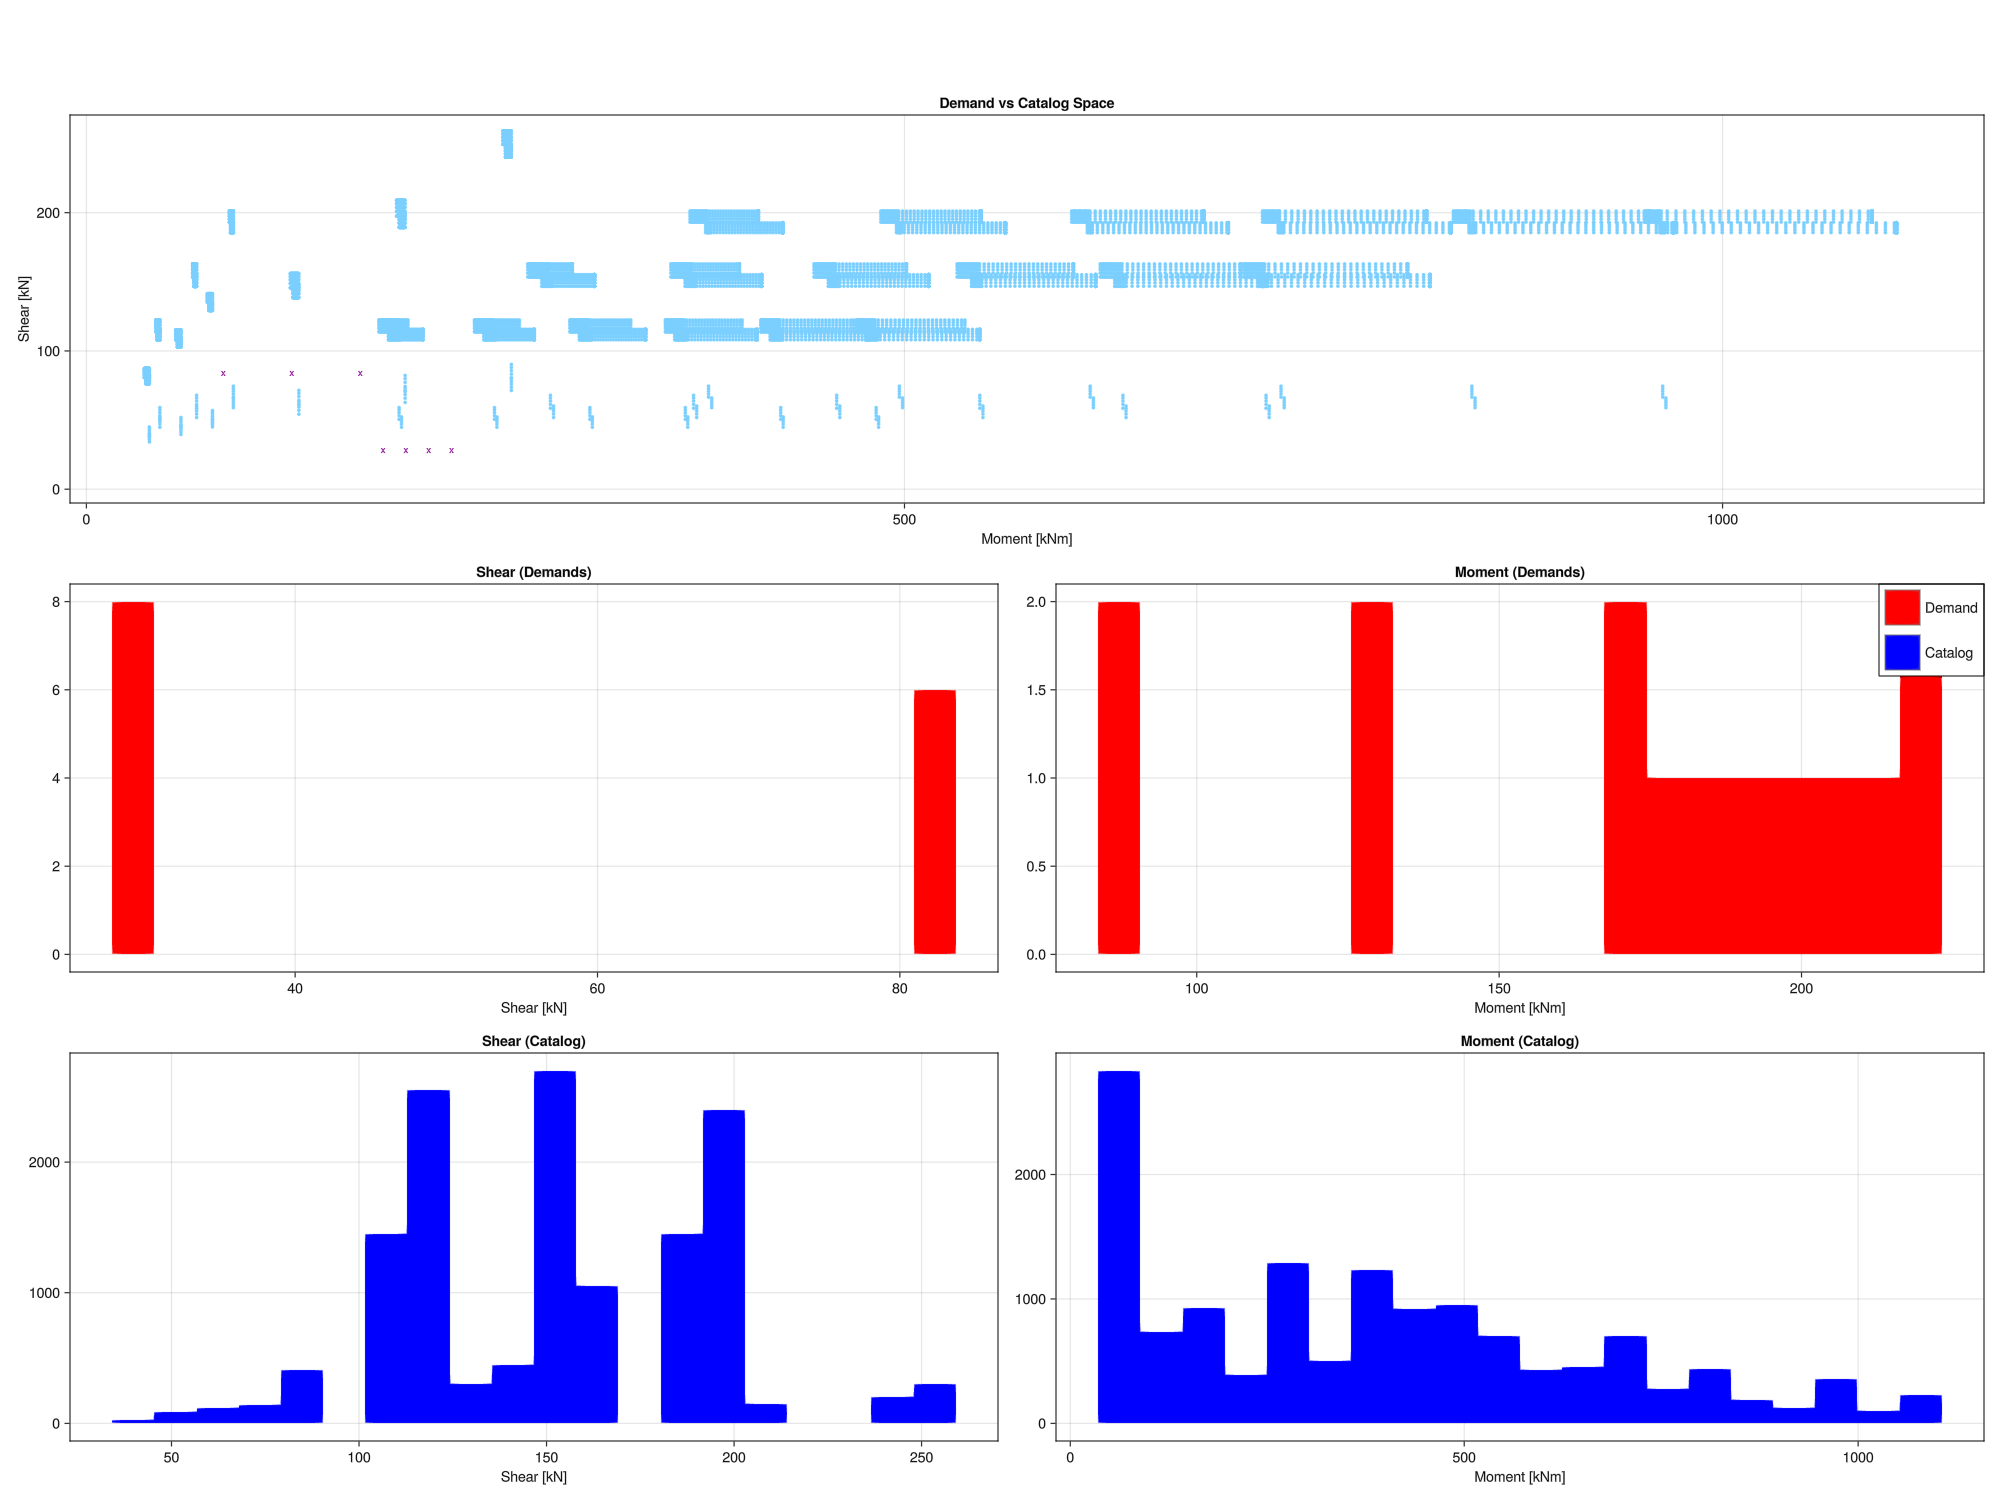 Demand vs Catalog Space
Shear [kN]
200
100
0
0 500 1000
Moment [kNm]
Shear (Demands)
8
6
4
2
0
40 60 80
Shear [kN]
Moment (Demands)
2.0
1.5
1.0
0.5
0.0
100 150 200
Moment [kNm]
Demand
Catalog
Shear (Catalog)
2000
1000
0
50 100 150 200 250
Shear [kN]
Moment (Catalog)
2000
1000
0
0 500 1000
Moment [kNm]